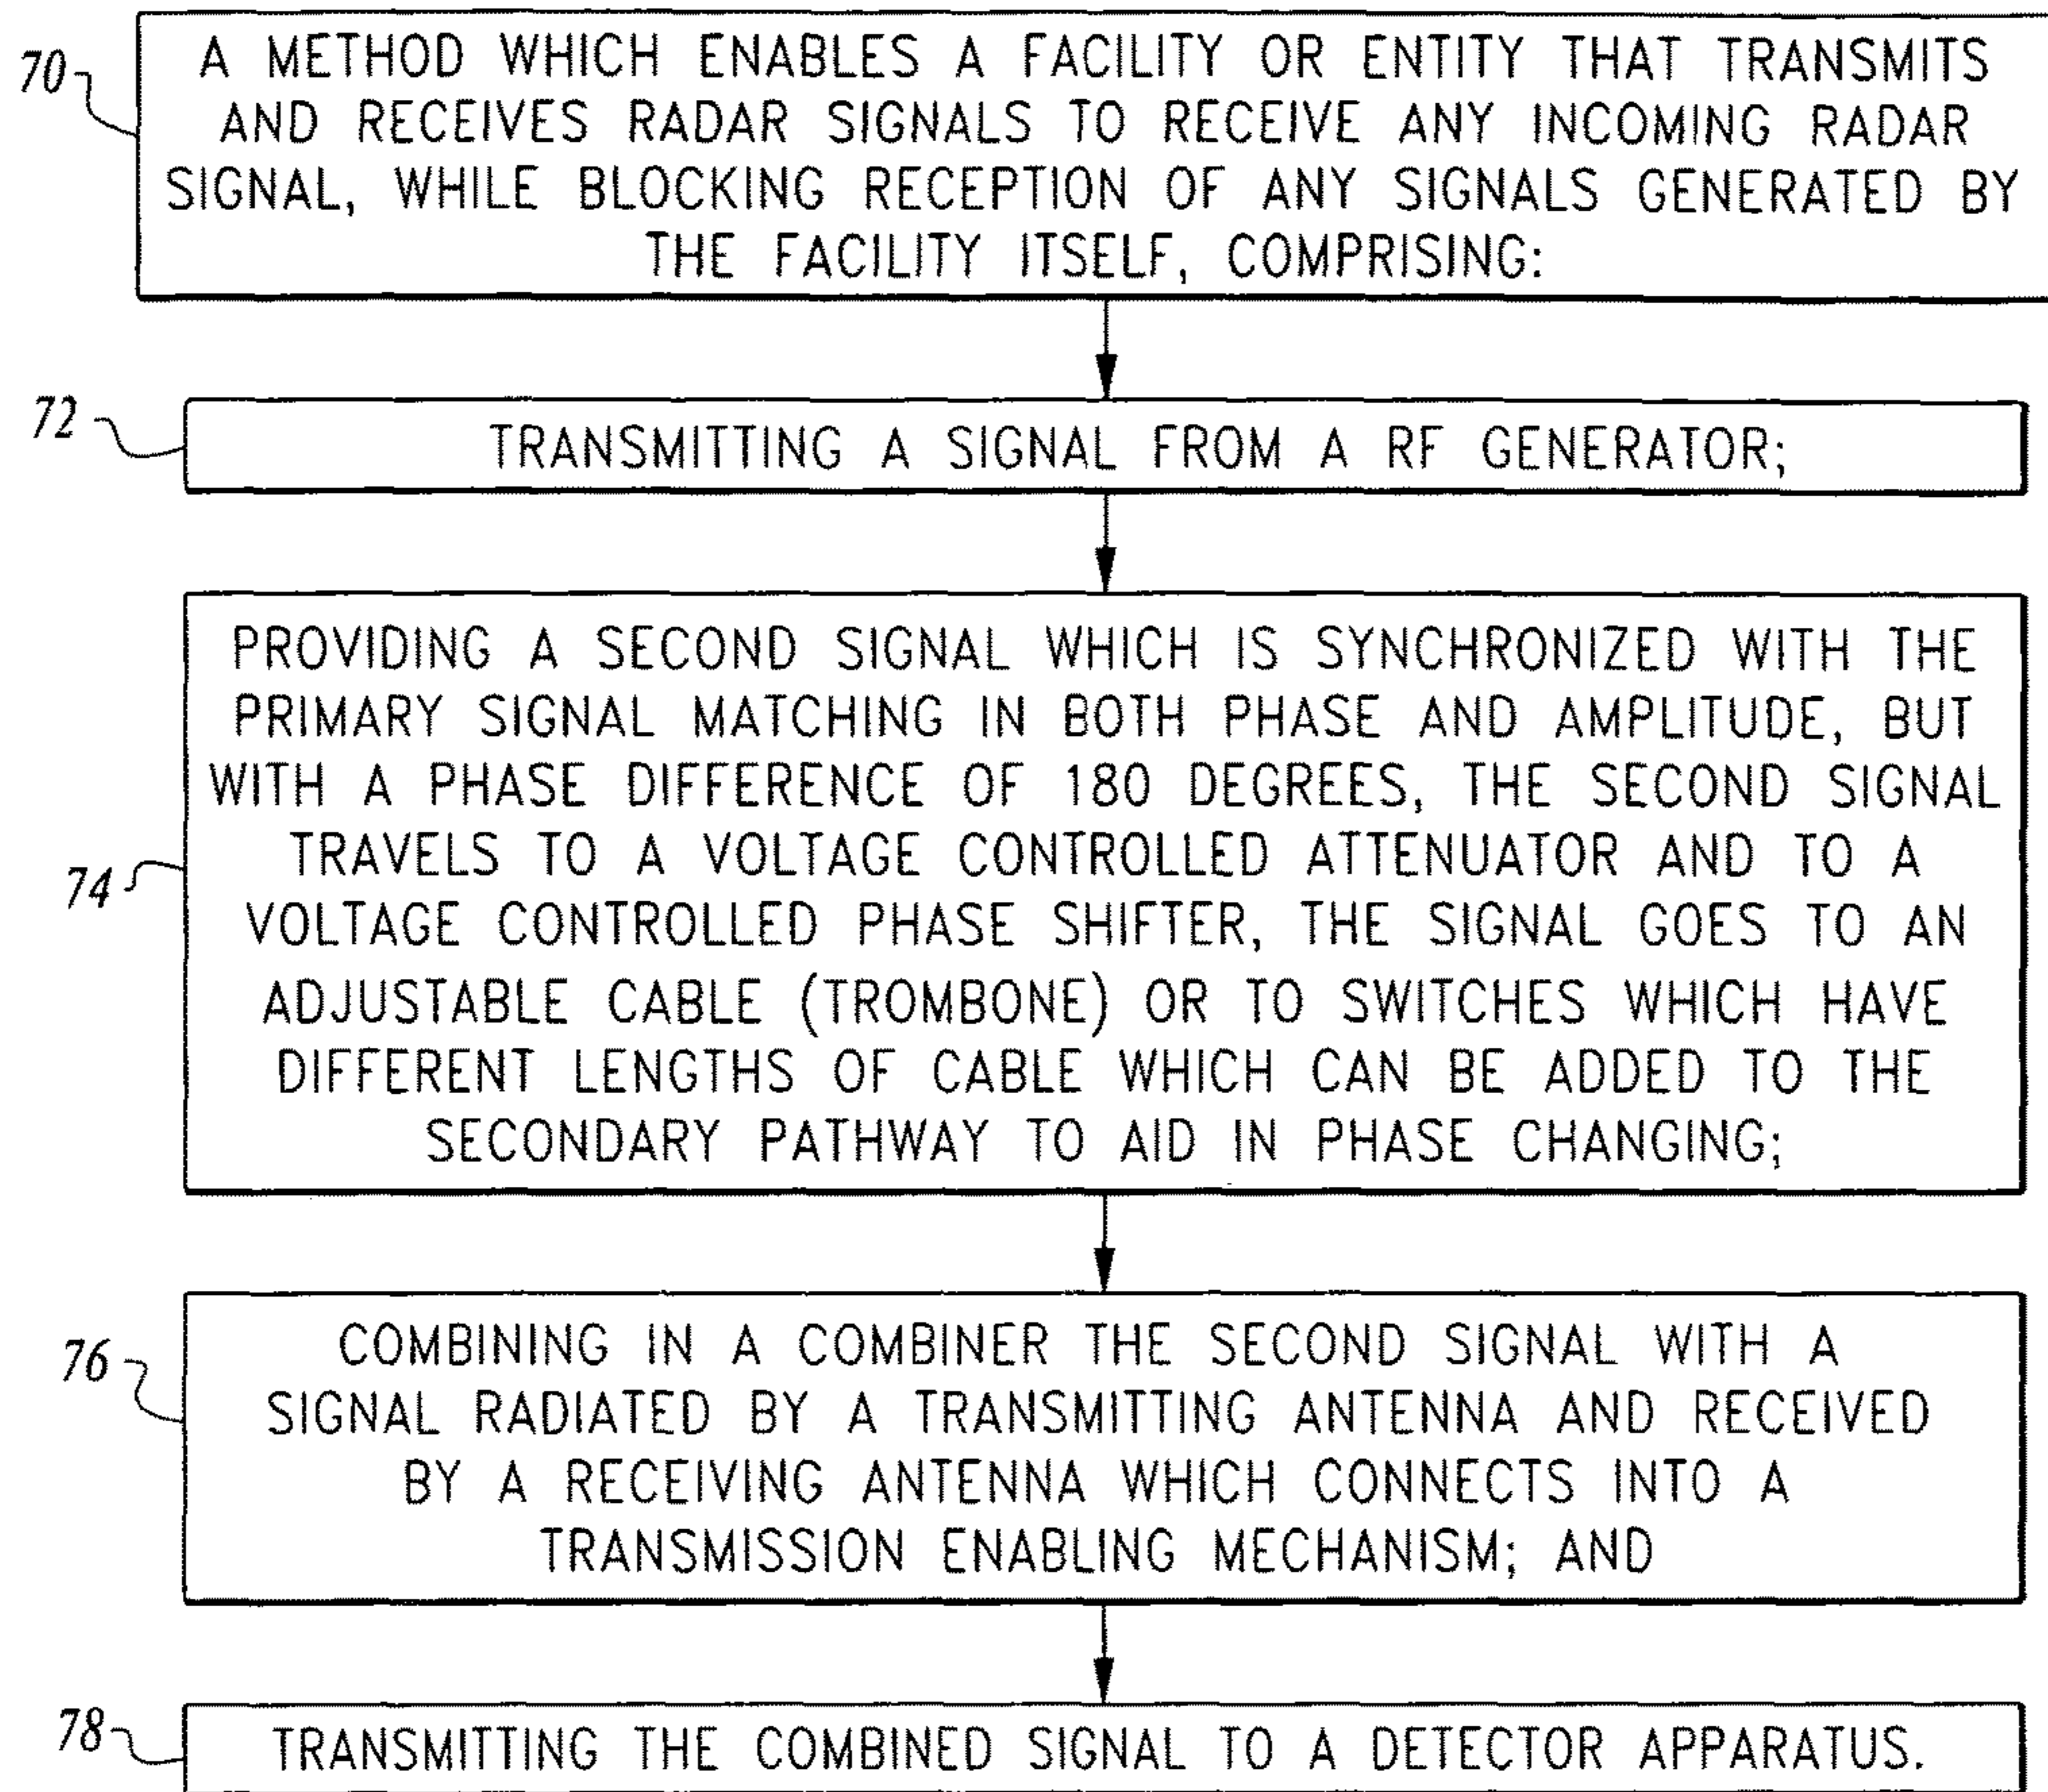 70
A METHOD WHICH ENABLES A FACILITY OR ENTITY THAT TRANSMITS
AND RECEIVES RADAR SIGNALS TO RECEIVE ANY INCOMING RADAR
SIGNAL, WHILE BLOCKING RECEPTION OF ANY SIGNALS GENERATED BY
THE FACILITY ITSELF, COMPRISING:
72
TRANSMITTING A SIGNAL FROM A RF GENERATOR;
74
PROVIDING A SECOND SIGNAL WHICH IS SYNCHRONIZED WITH THE
PRIMARY SIGNAL MATCHING IN BOTH PHASE AND AMPLITUDE, BUT
WITH A PHASE DIFFERENCE OF 180 DEGREES, THE SECOND SIGNAL
TRAVELS TO A VOLTAGE CONTROLLED ATTENUATOR AND TO A
VOLTAGE CONTROLLED PHASE SHIFTER, THE SIGNAL GOES TO AN
ADJUSTABLE CABLE (TROMBONE) OR TO SWITCHES WHICH HAVE
DIFFERENT LENGTHS OF CABLE WHICH CAN BE ADDED TO THE
SECONDARY PATHWAY TO AID IN PHASE CHANGING;
76
COMBINING IN A COMBINER THE SECOND SIGNAL WITH A
SIGNAL RADIATED BY A TRANSMITTING ANTENNA AND RECEIVED
BY A RECEIVING ANTENNA WHICH CONNECTS INTO A
TRANSMISSION ENABLING MECHANISM; AND
78
TRANSMITTING THE COMBINED SIGNAL TO A DETECTOR APPARATUS.